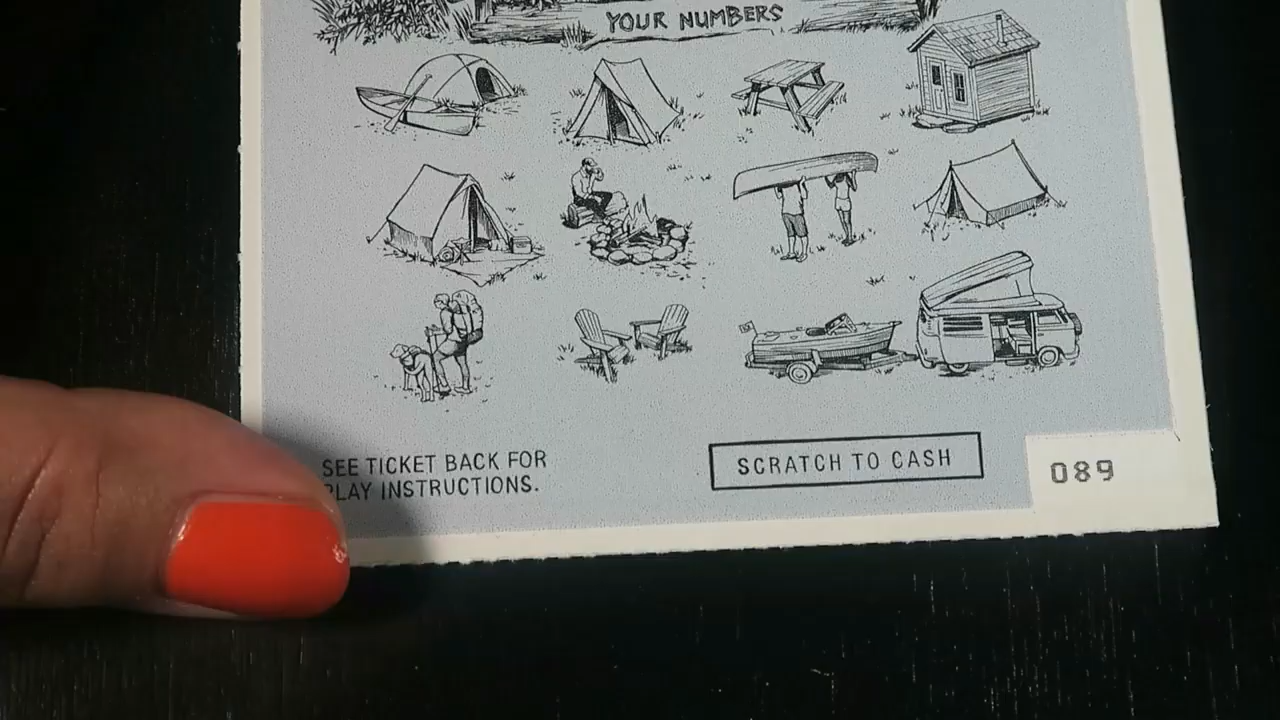 YOUR NUMBERS
SEE TICKET BACK FOR
PLAY INSTRUCTIONS.
SCRATCH TO CASH
089